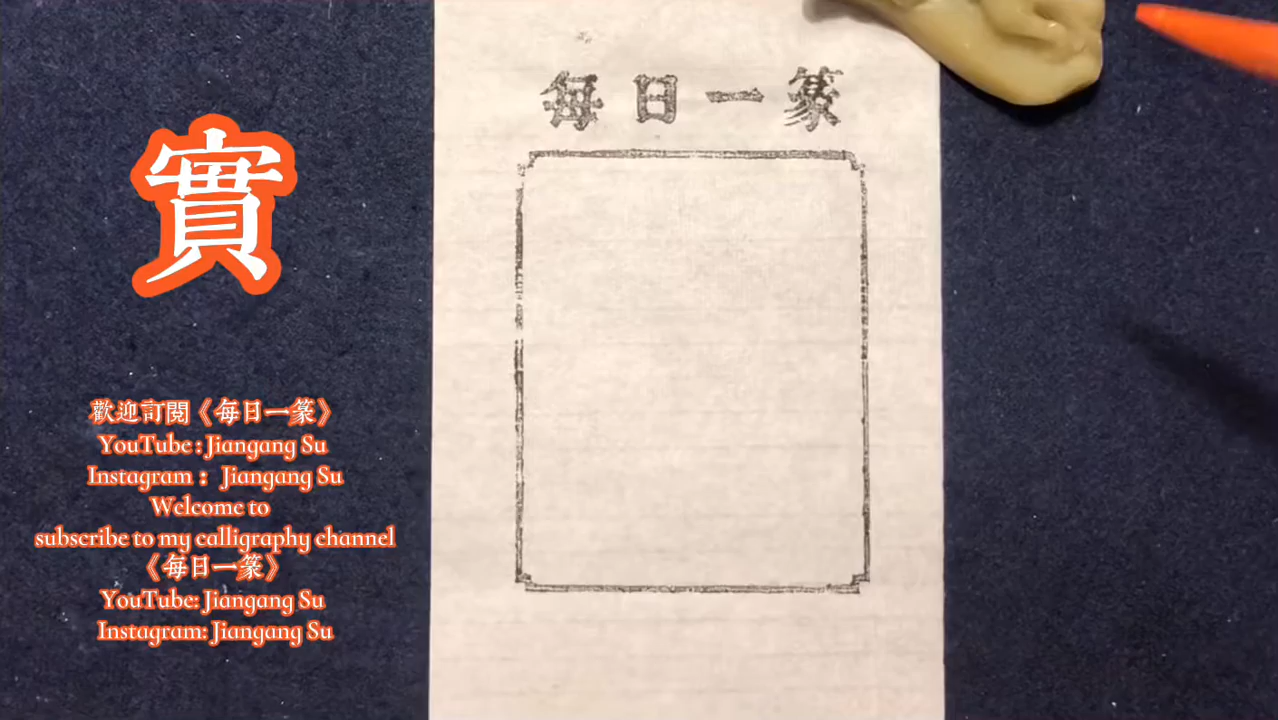 每日一篆
實
歡迎訂閱《每日一篆》
YouTube : Jiangang Su
Instagram： Jiangang Su
Welcome to
subscribe to my calligraphy channel
《每日一篆》
YouTube: Jiangang Su
Instagram: Jiangang Su